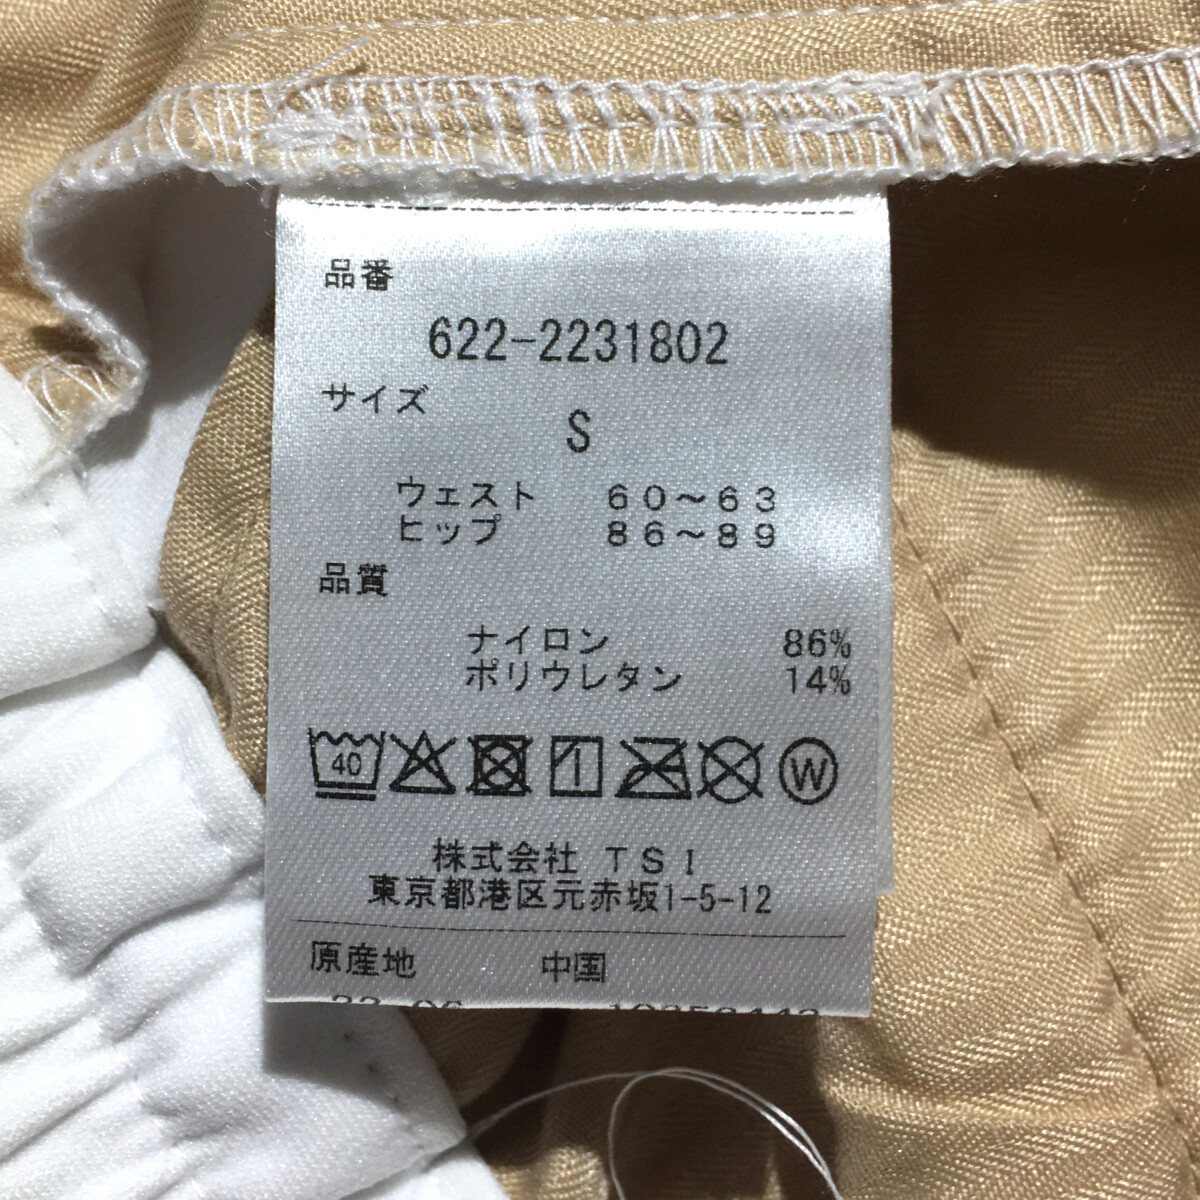 品番
622-2231802
サイズ
S
ウェスト 60～63
ヒップ 86～89
品質
ナイロン 86%
ポリウレタン 14%
40
W
株式会社 TSI
東京都港区元赤坂1-5-12
原産地 中国